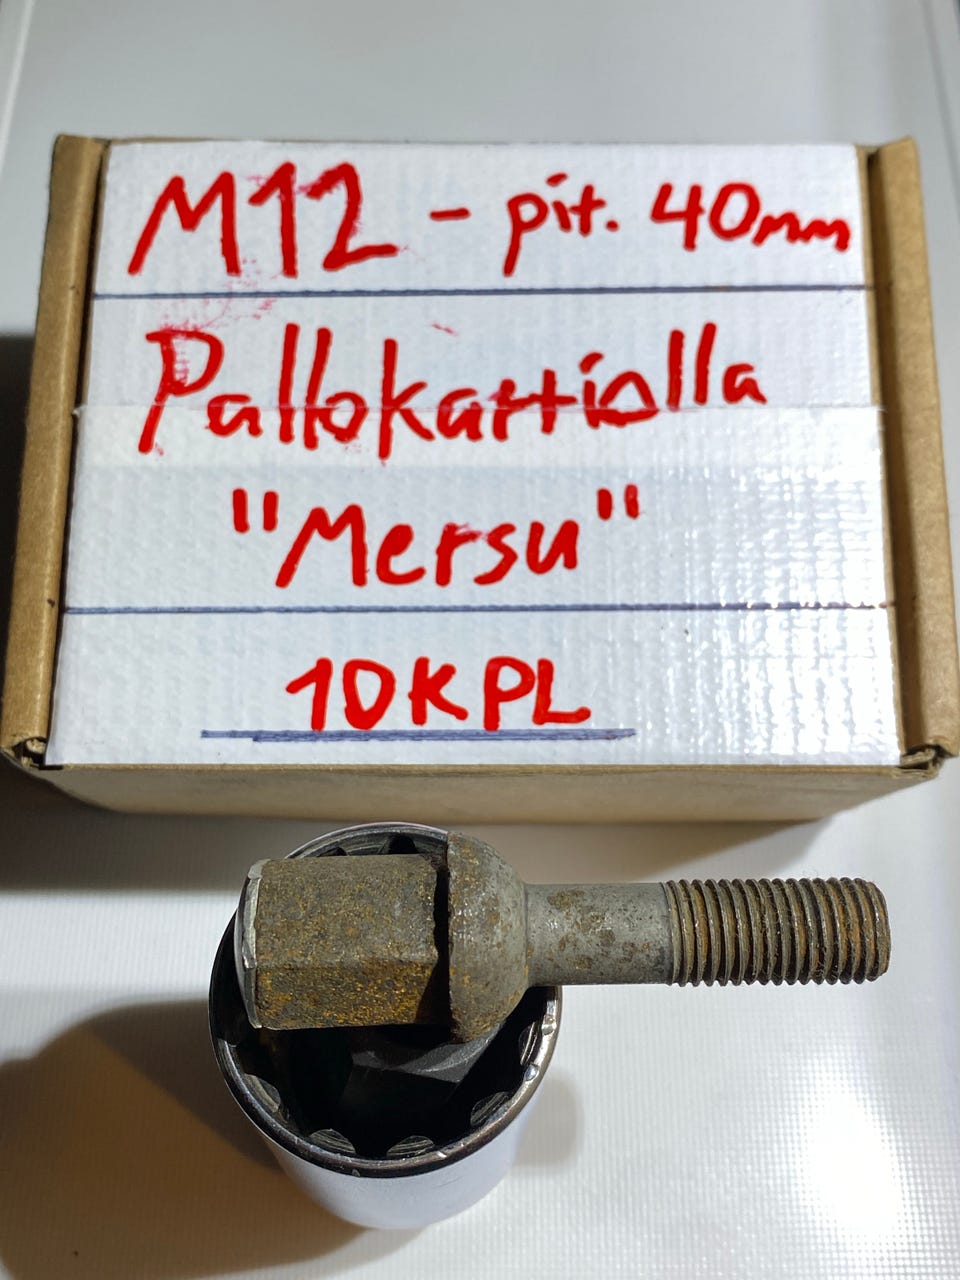 M12 - pit. 40mm
Pallokartiolla
"Mersu"
10KPL